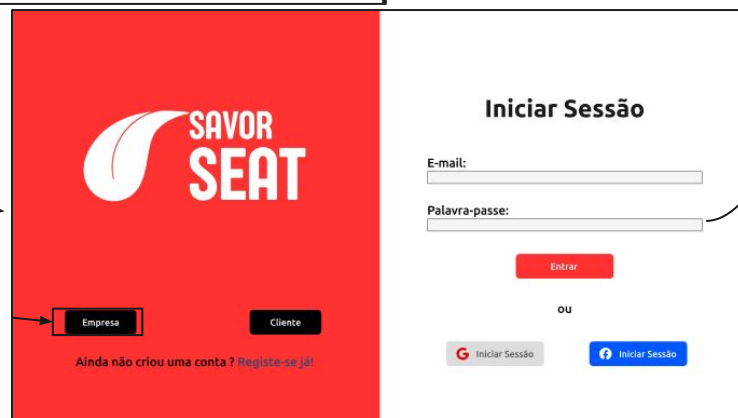 SAVOR
SEAT
Empresa
Cliente
Ainda não criou uma conta ? Registe-se já!
Iniciar Sessão
E-mail:
Palavra-passe:
Entrar
ou
Iniciar Sessão
Iniciar Sessão